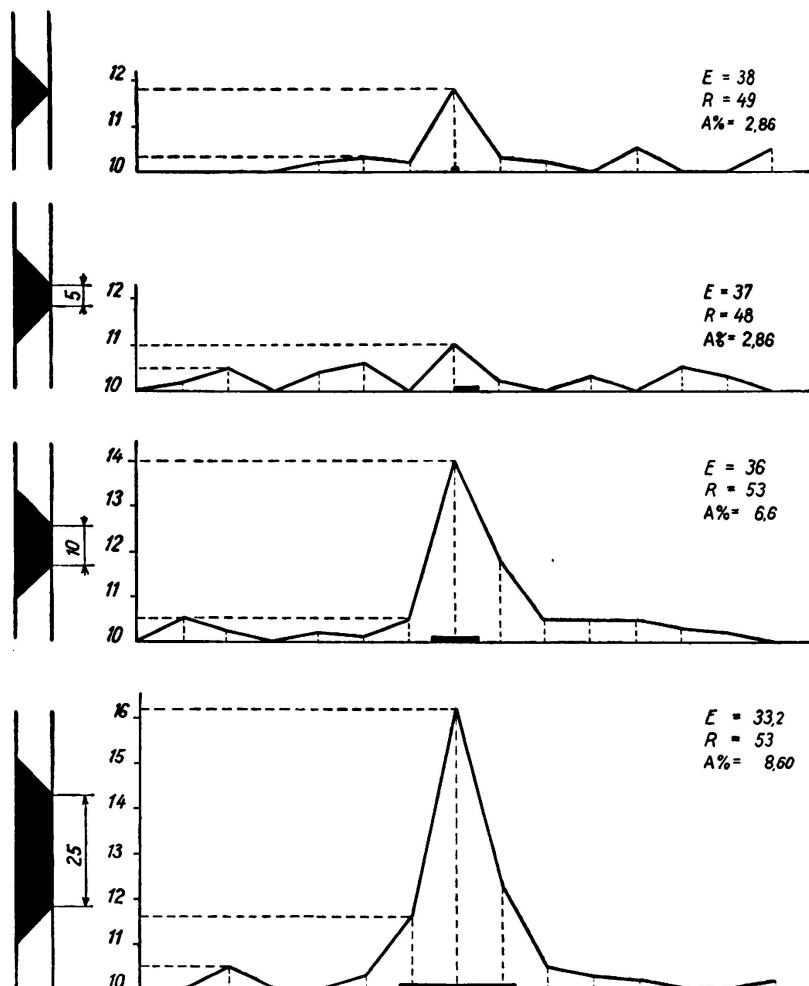 12
11
10
E = 38
R = 49
A% = 2,86
5
12
11
10
E = 37
R = 48
A% = 2,86
10
14
13
12
11
10
E = 36
R = 53
A% = 6,6
25
16
15
14
13
12
11
10
E = 33,2
R = 53
A% = 8,60